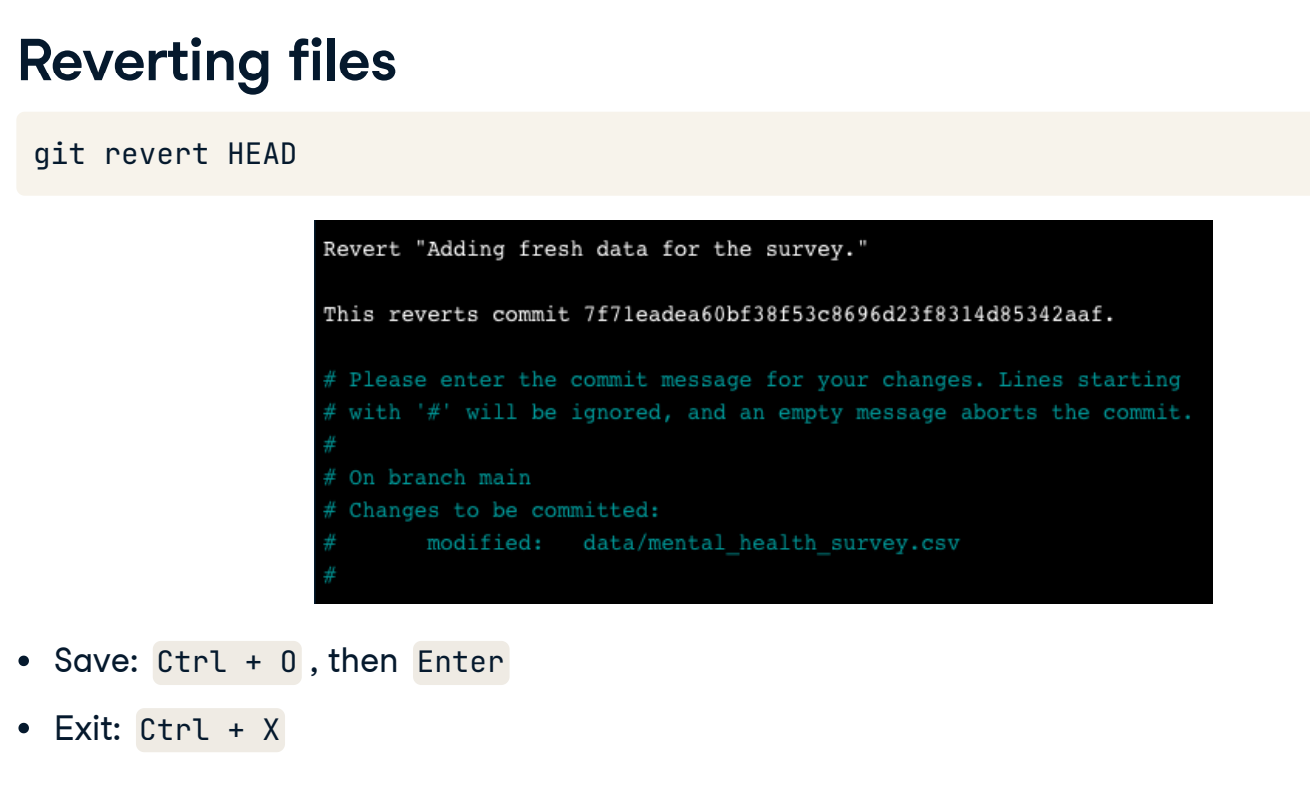 Reverting files
git revert HEAD
Revert "Adding fresh data for the survey."
This reverts commit 7f71eadea60bf38f53c8696d23f8314d85342aaf.
# Please enter the commit message for your changes. Lines starting
# with '#' will be ignored, and an empty message aborts the commit.
#
# On branch main
# Changes to be committed:
#       modified:   data/mental_health_survey.csv
#
• Save: Ctrl + O , then Enter
• Exit: Ctrl + X